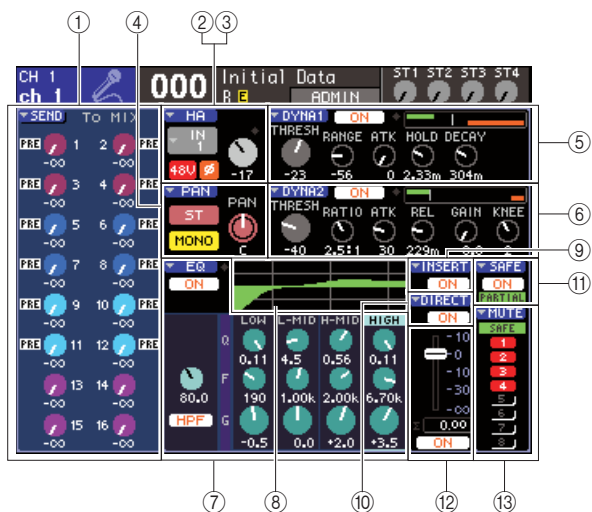 ① ④ ② ③
CH 1
ch 1
000
Initial Data
R E
ADMIN
ST1 ST2 ST3 ST4
SEND TO MIX
PRE 1 2 PRE
-∞ -∞
PRE 3 4 PRE
-∞ -∞
PRE 5 6 PRE
-∞ -∞
PRE 7 8 PRE
-∞ -∞
PRE 9 10 PRE
-∞ -∞
PRE 11 12 PRE
-∞ -∞
13 14
-∞ -∞
15 16
-∞ -∞
HA
IN
1
48V Ø
-17
DYNA1 ON
THRESH RANGE ATK HOLD DECAY
-23 -56 0 2.33m 304m
⑤
PAN
ST
MONO
PAN
C
DYNA2 ON
THRESH RATIO ATK REL GAIN KNEE
-40 2.5:1 30 229m 0.0 2
⑥
⑨
EQ
ON
INSERT
ON
SAFE
ON
PARTIAL
⑪
DIRECT
ON
MUTE
SAFE
1
2
3
4
5
6
7
8
LOW L-MID H-MID HIGH
Q
0.11 4.5 0.56 0.11
F
80.0
190 1.00k 2.00k 6.70k
HPF
G
-0.5 0.0 +2.0 +3.5
-10
-0
-10
-30
-∞
Σ 0.00
ON
⑦ ⑧ ⑩ ⑫ ⑬